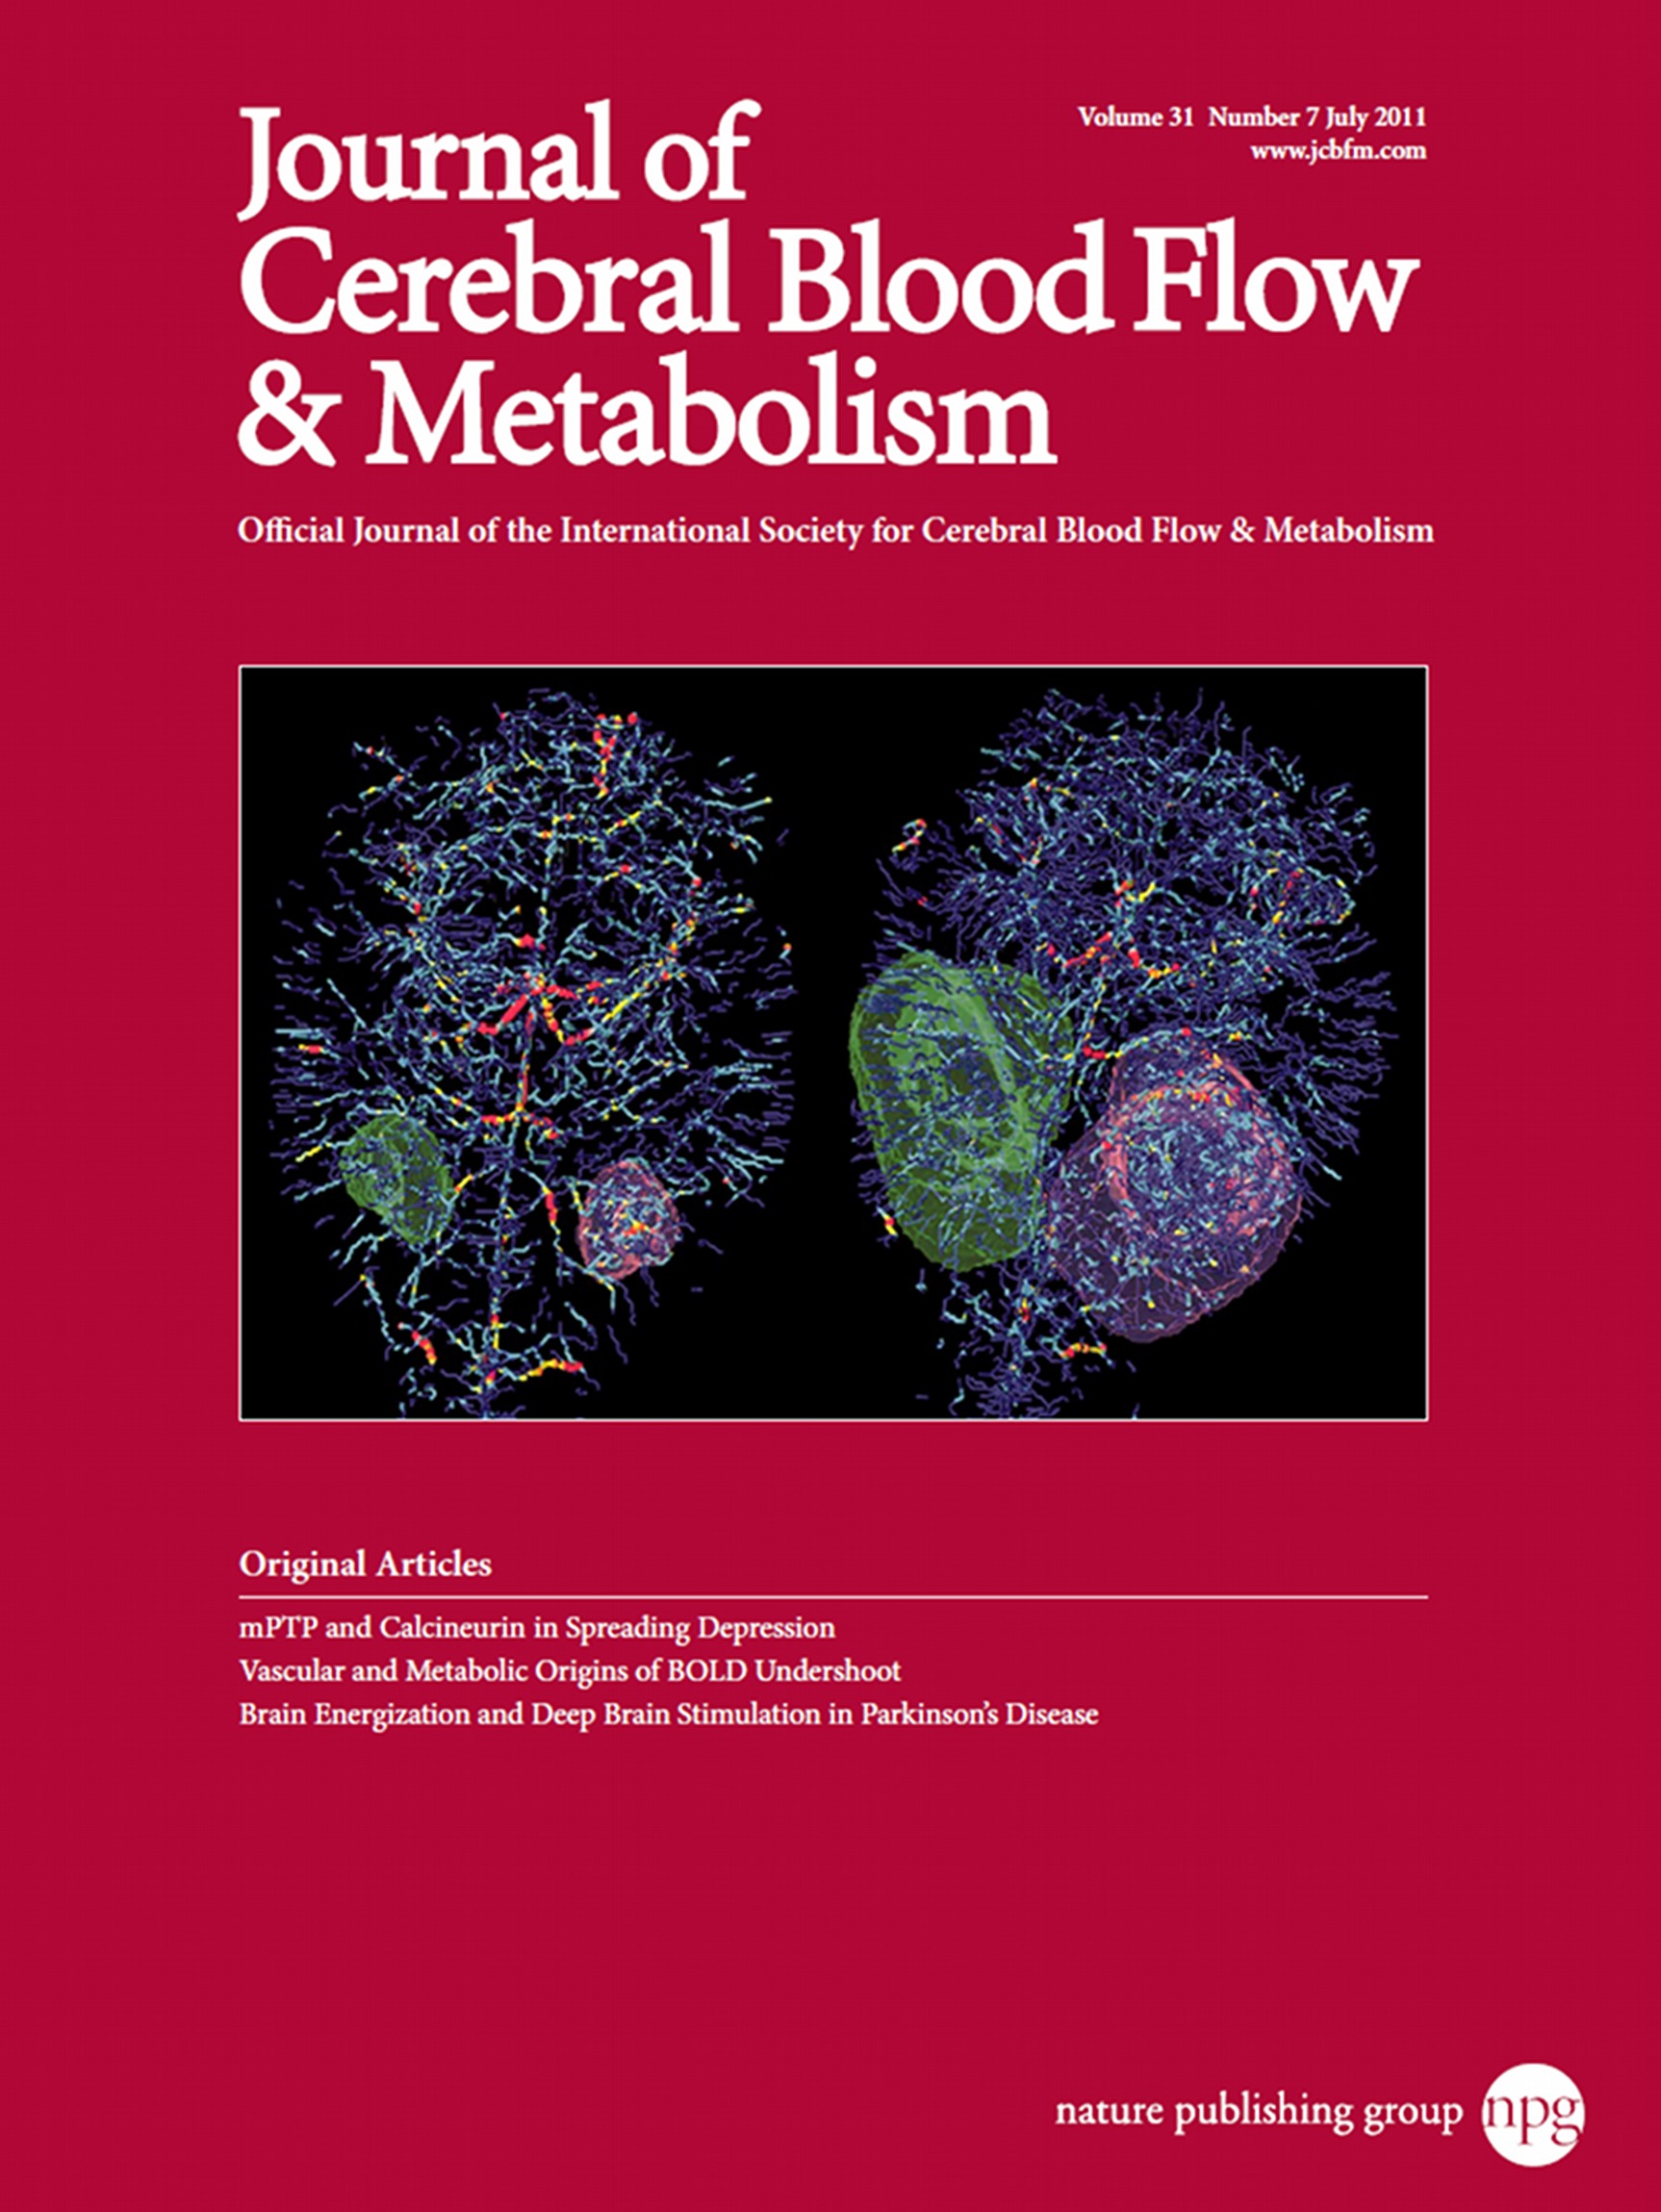 Journal of
Volume 31 Number 7 July 2011
www.jcbfm.com
Cerebral Blood Flow
& Metabolism
Official Journal of the International Society for Cerebral Blood Flow & Metabolism
Original Articles
mPTP and Calcineurin in Spreading Depression
Vascular and Metabolic Origins of BOLD Undershoot
Brain Energization and Deep Brain Stimulation in Parkinson's Disease
nature publishing group npg